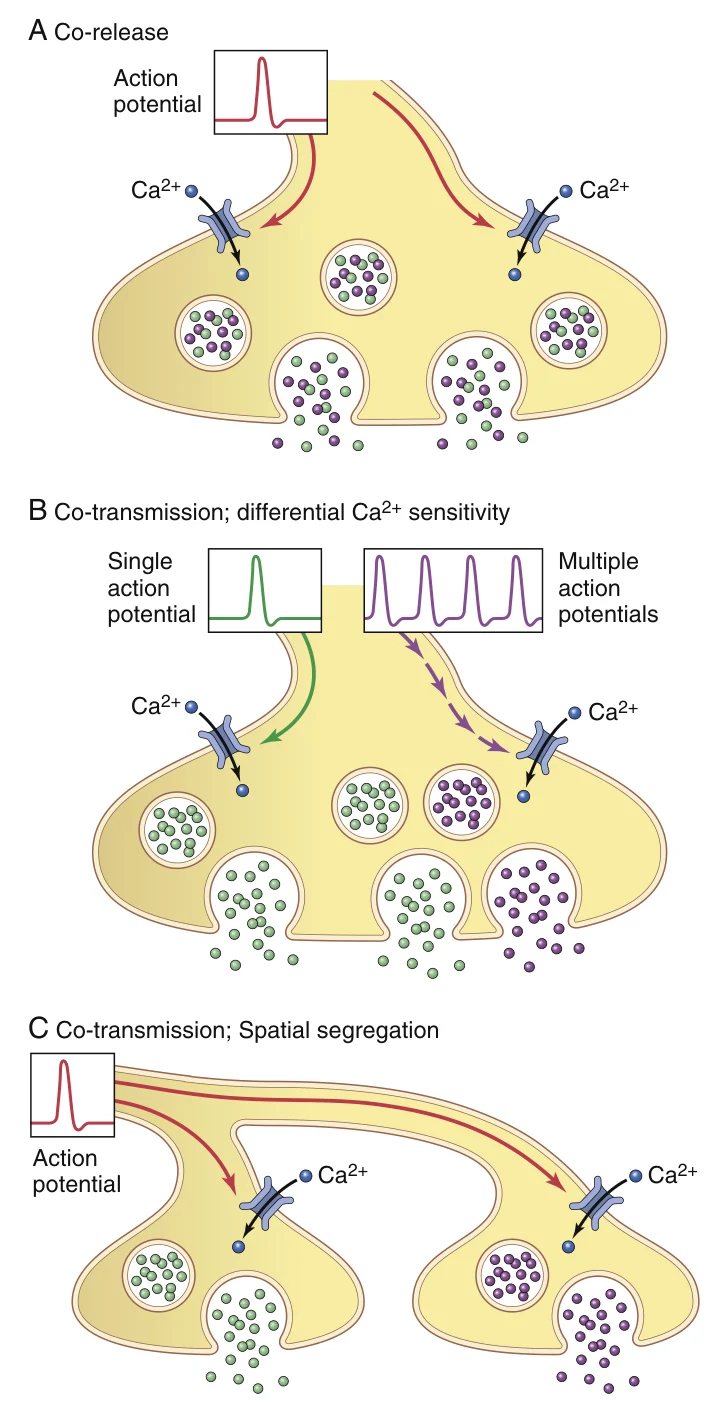 A Co-release
Action
potential
Ca2+
Ca2+
B Co-transmission; differential Ca2+ sensitivity
Single
action
potential
Multiple
action
potentials
Ca2+
Ca2+
C Co-transmission; Spatial segregation
Action
potential
Ca2+
Ca2+